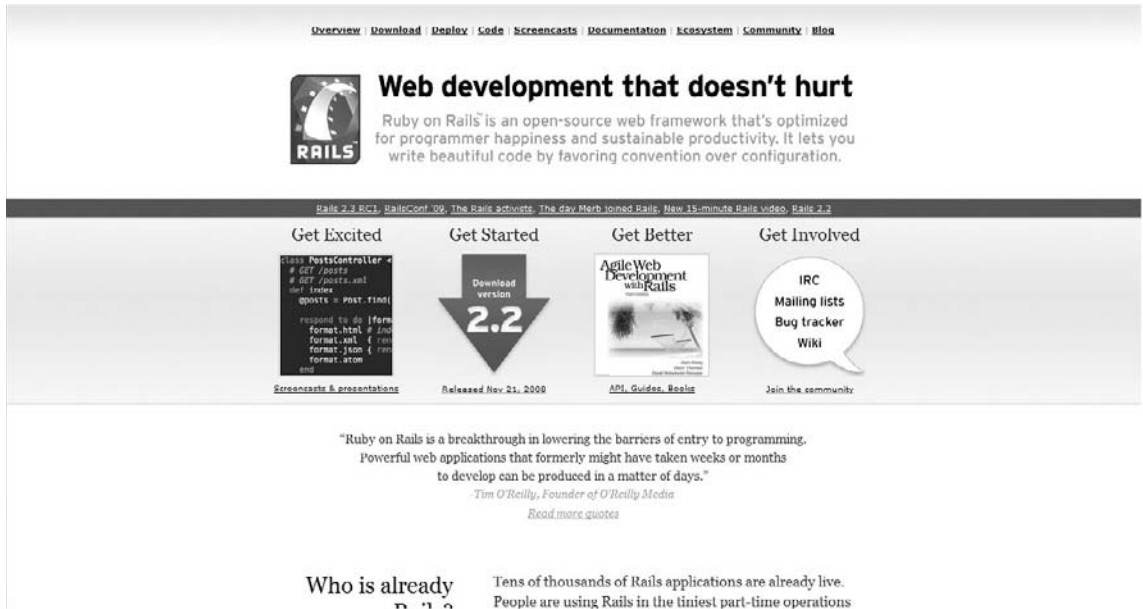 Overview | Download | Deploy | Code | Screencasts | Documentation | Ecosystem | Community | Blog
RAILS
Web development that doesn't hurt
Ruby on Rails™ is an open-source web framework that's optimized
for programmer happiness and sustainable productivity. It lets you
write beautiful code by favoring convention over configuration.
Rails 2.3 RC1, RailsConf '09, The Rails activists, The day Merb joined Rails, New 15-minute Rails video, Rails 2.2
Get Excited
class PostsController <
# GET /posts
# GET /posts.xml
def index
@posts = Post.find(
respond to do |form
format.html # ind
format.xml { ren
format.json { ren
format.atom
end
Screencasts & presentations
Get Started
Download
version
2.2
Released Nov 21, 2008
Get Better
Agile Web
Development
with Rails
API, Guides, Books
Get Involved
IRC
Mailing lists
Bug tracker
Wiki
Join the community
“Ruby on Rails is a breakthrough in lowering the barriers of entry to programming.
Powerful web applications that formerly might have taken weeks or months
to develop can be produced in a matter of days.”
-Tim O'Reilly, Founder of O'Reilly Media
Read more quotes
Who is already
Tens of thousands of Rails applications are already live.
People are using Rails in the tiniest part-time operations